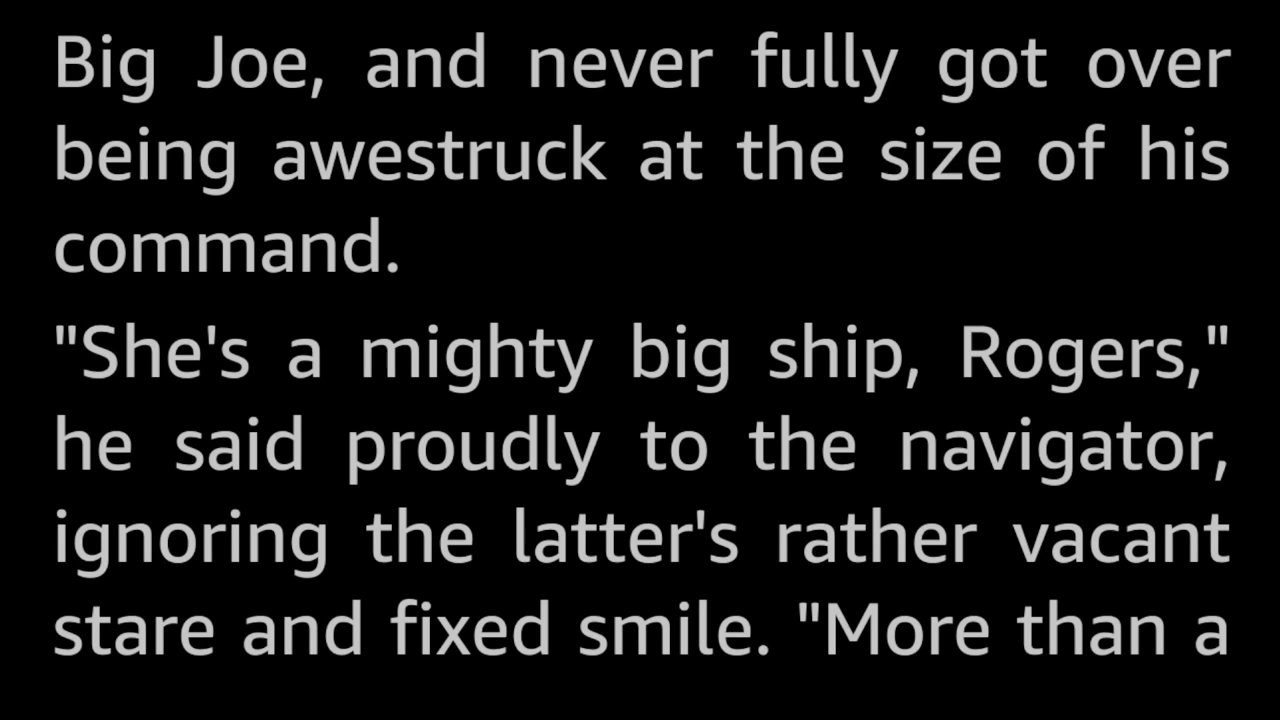 Big Joe, and never fully got over
being awestruck at the size of his
command.
"She's a mighty big ship, Rogers,"
he said proudly to the navigator,
ignoring the latter's rather vacant
stare and fixed smile. "More than a